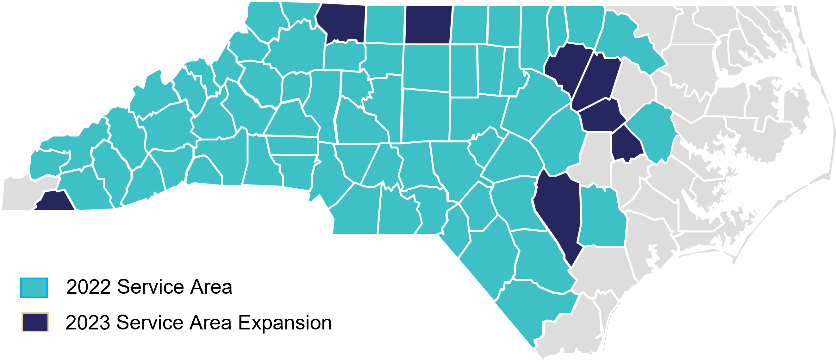 2022 Service Area
2023 Service Area Expansion